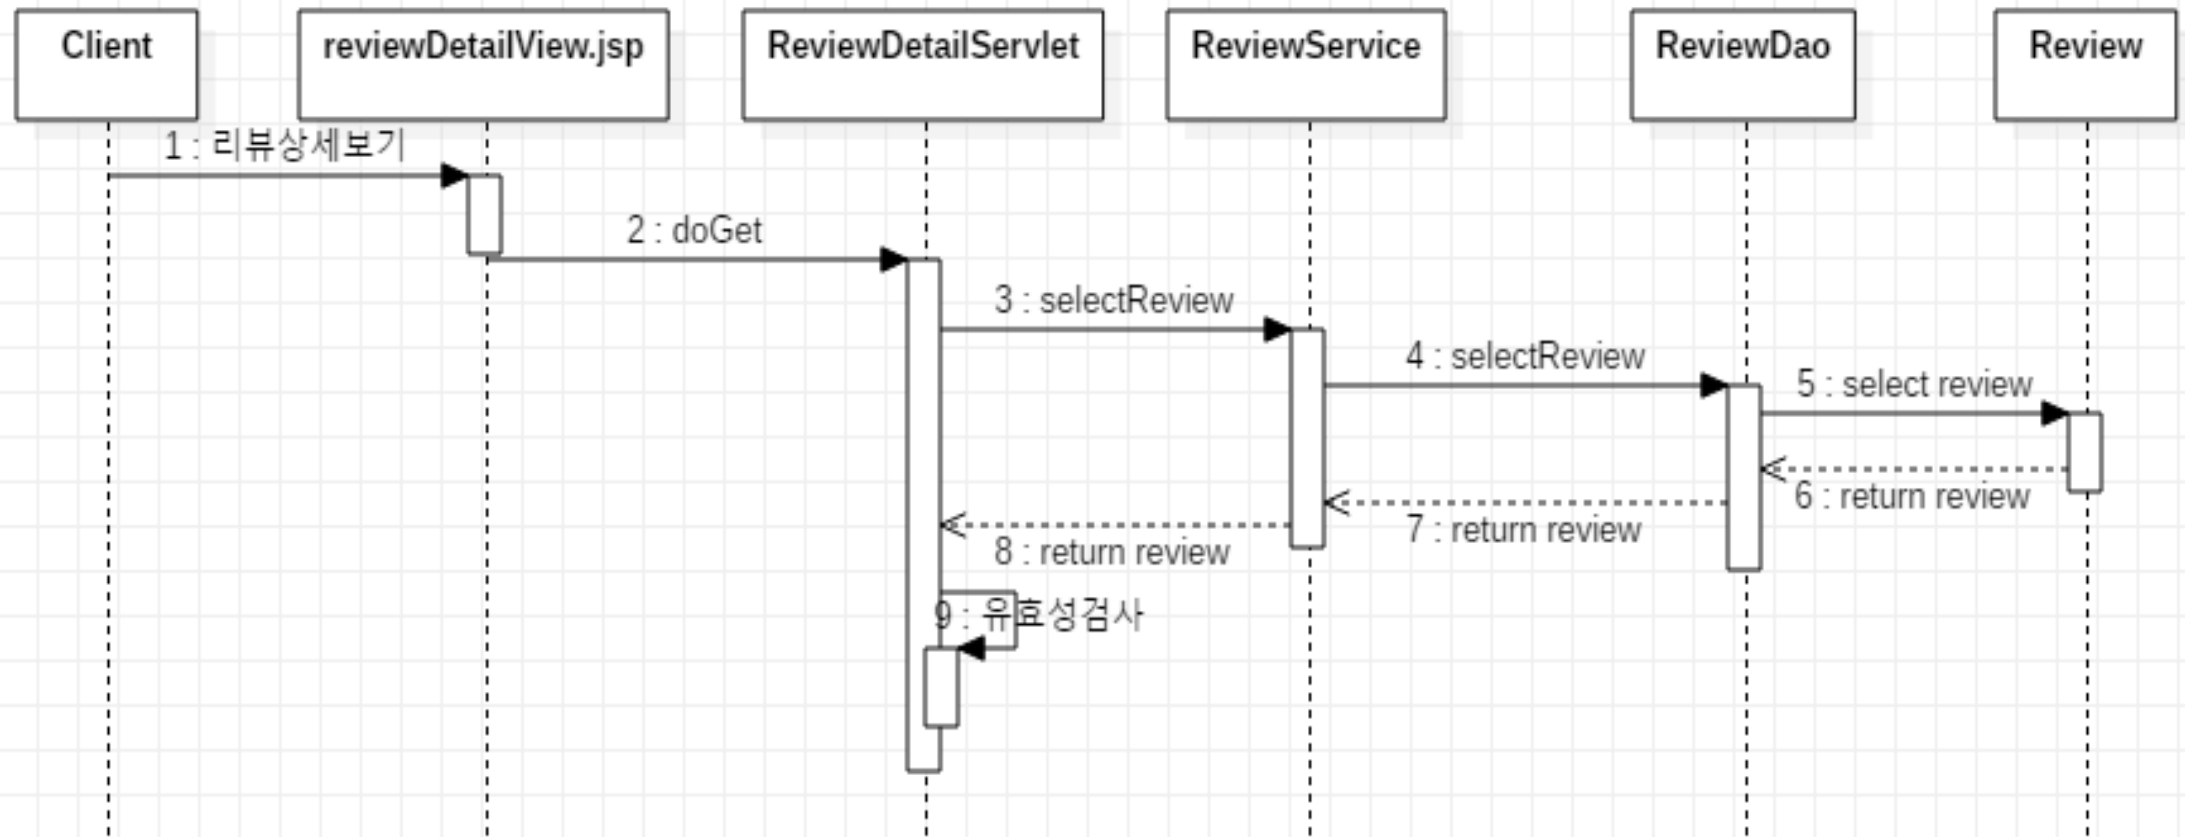 Client
reviewDetailView.jsp
ReviewDetailServlet
ReviewService
ReviewDao
Review
1 : 리뷰상세보기
2 : doGet
3 : selectReview
4 : selectReview
5 : select review
6 : return review
7 : return review
8 : return review
9 : 유효성검사